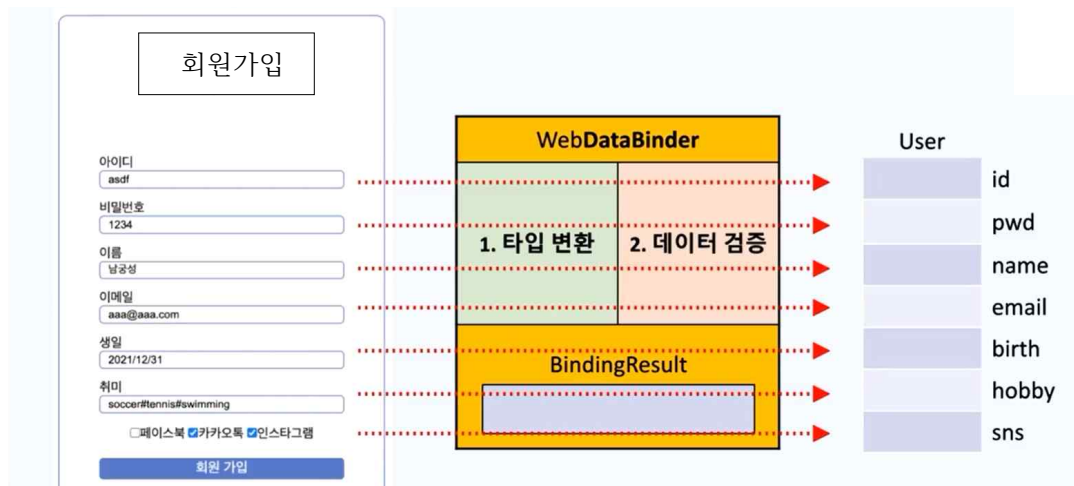 회원가입
아이디
asdf
비밀번호
1234
이름
남궁성
이메일
aaa@aaa.com
생일
2021/12/31
취미
soccer#tennis#swimming
페이스북 카카오톡 인스타그램
회원 가입
WebDataBinder
1. 타입 변환 2. 데이터 검증
BindingResult
User
id
pwd
name
email
birth
hobby
sns